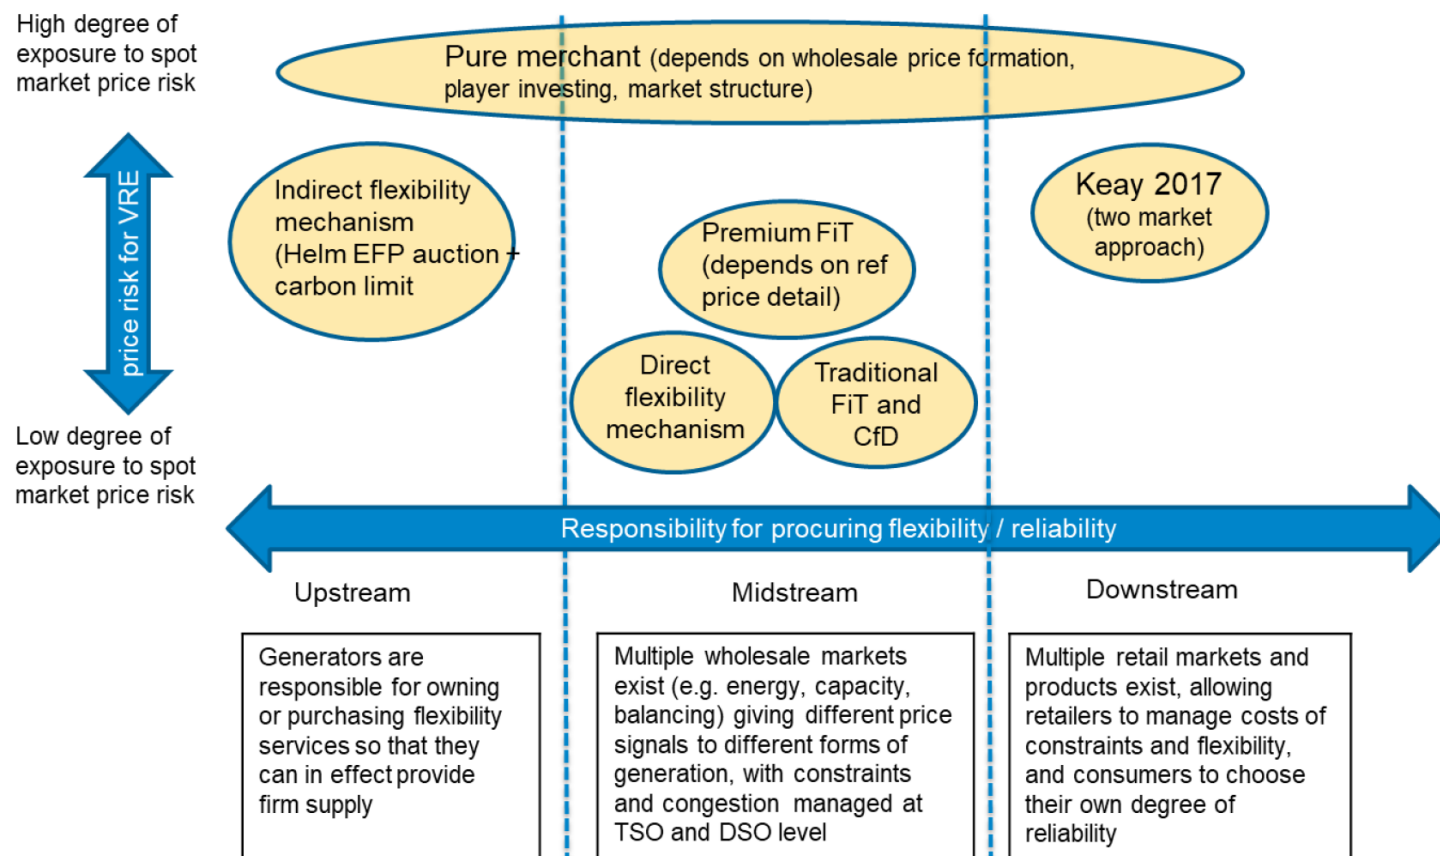 High degree of
exposure to spot
market price risk
Pure merchant (depends on wholesale price formation,
player investing, market structure)
price risk for VRE
Indirect flexibility
mechanism
(Helm EFP auction +
carbon limit
Premium FiT
(depends on ref
price detail)
Keay 2017
(two market
approach)
Direct
flexibility
mechanism
Traditional
FiT and
CfD
Low degree of
exposure to spot
market price risk
Responsibility for procuring flexibility / reliability
Upstream
Midstream
Downstream
Generators are
responsible for owning
or purchasing flexibility
services so that they
can in effect provide
firm supply
Multiple wholesale markets
exist (e.g. energy, capacity,
balancing) giving different price
signals to different forms of
generation, with constraints
and congestion managed at
TSO and DSO level
Multiple retail markets and
products exist, allowing
retailers to manage costs of
constraints and flexibility,
and consumers to choose
their own degree of
reliability